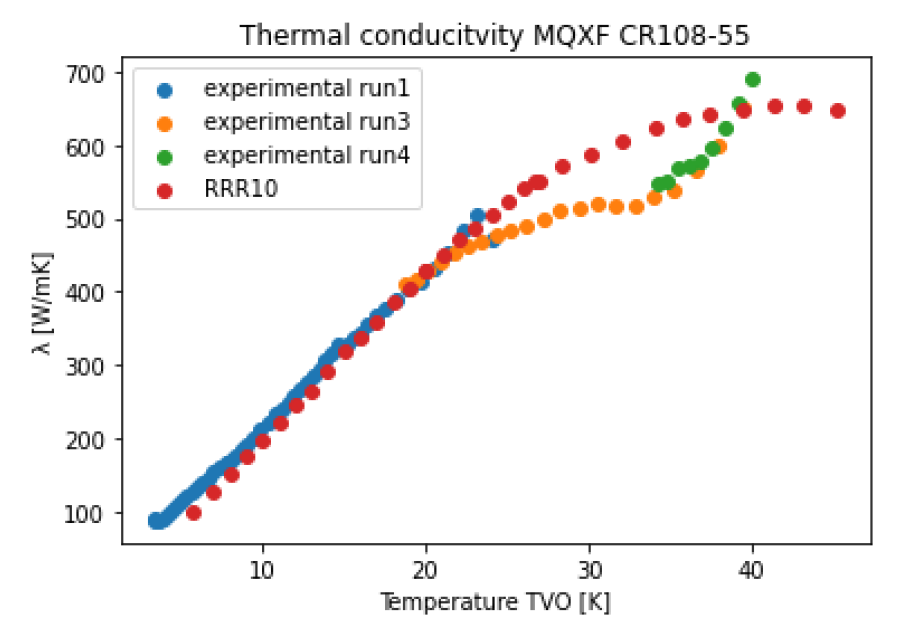 Thermal conducitvity MQXF CR108-55
experimental run1
experimental run3
experimental run4
RRR10
700
600
500
400
300
200
100
λ [W/mK]
10
20
30
40
Temperature TVO [K]